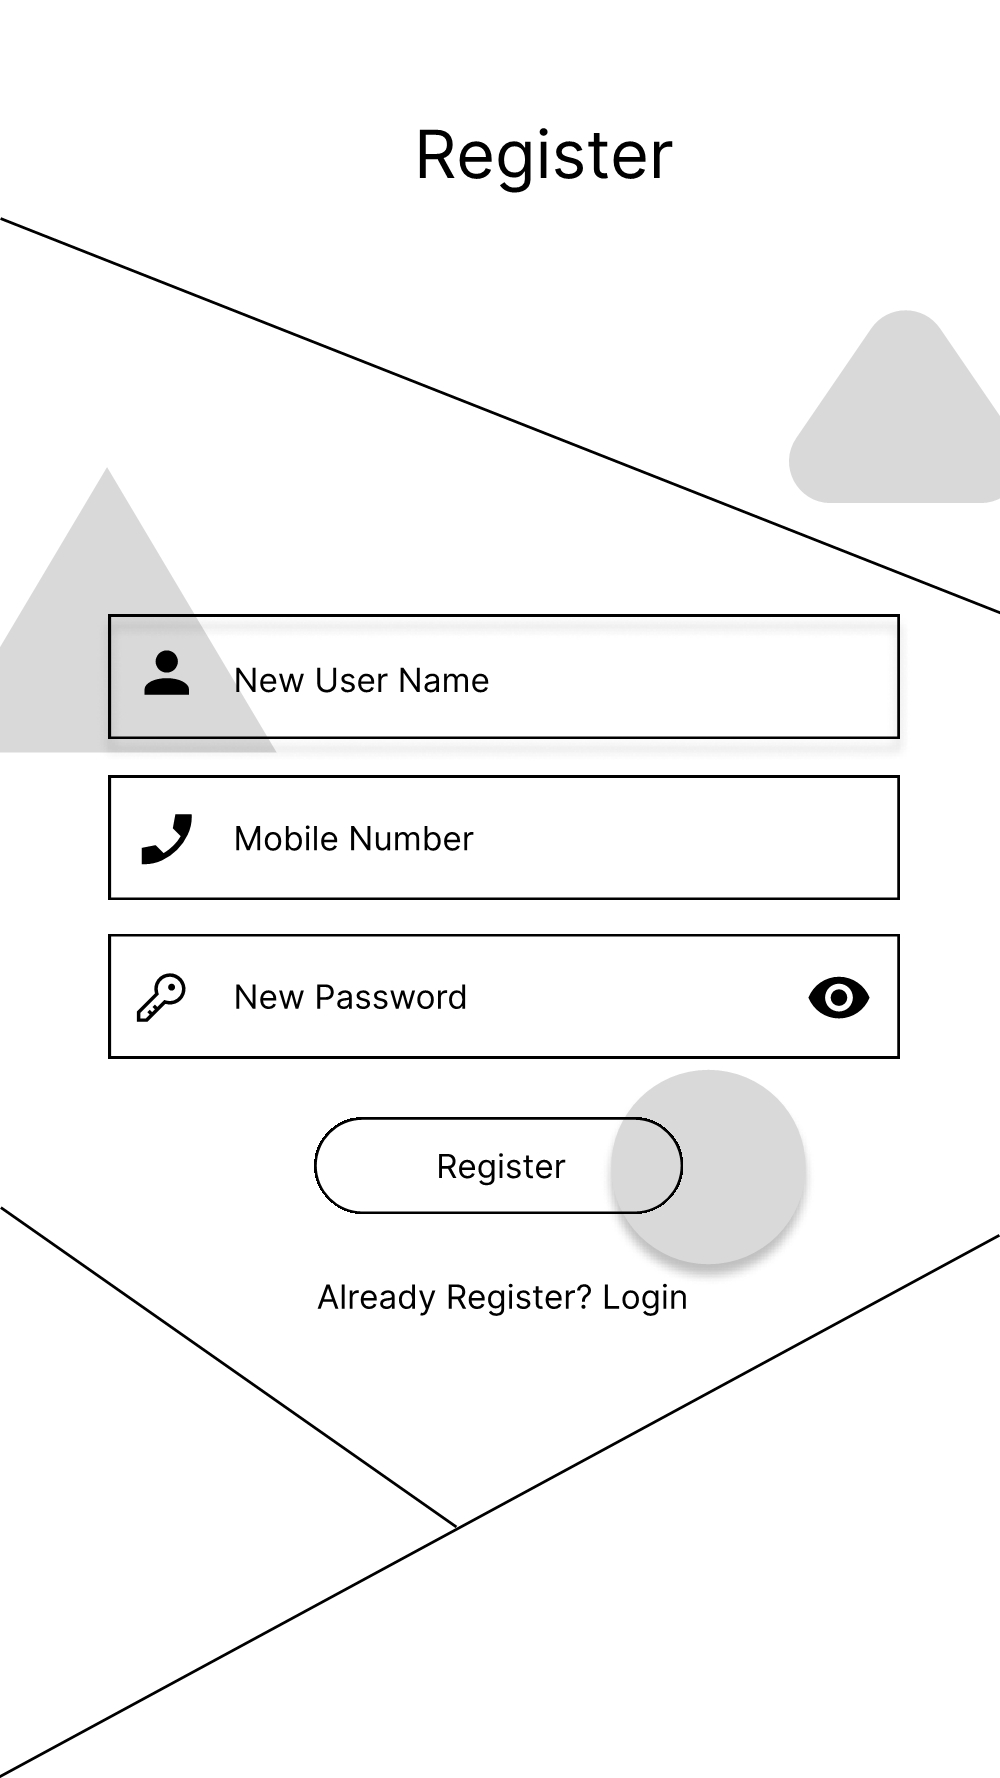 Register
New User Name
Mobile Number
New Password
Register
Already Register? Login